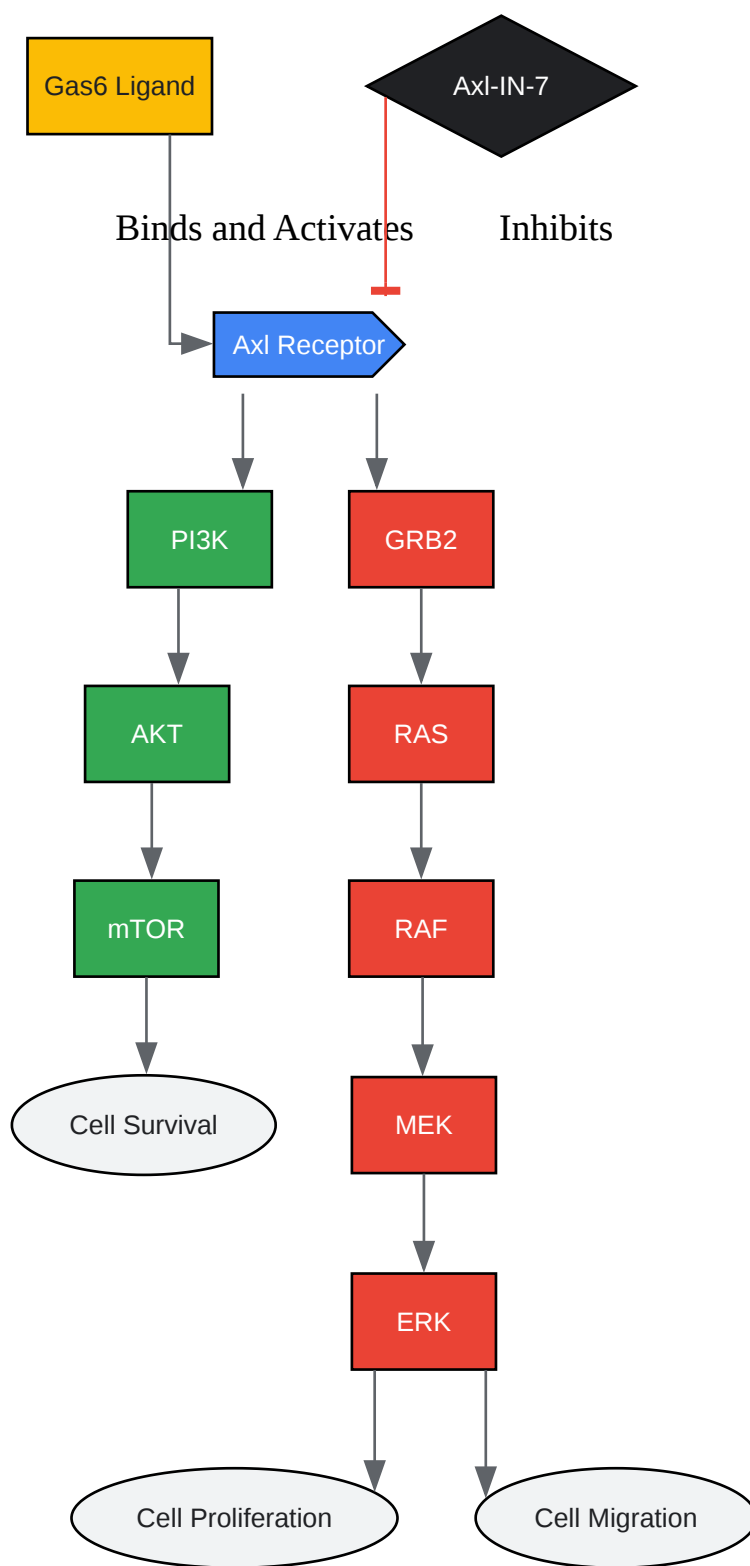 Gas6 Ligand
Axl-IN-7
Binds and Activates
Inhibits
Axl Receptor
PI3K
GRB2
AKT
RAS
mTOR
RAF
Cell Survival
MEK
ERK
Cell Proliferation
Cell Migration